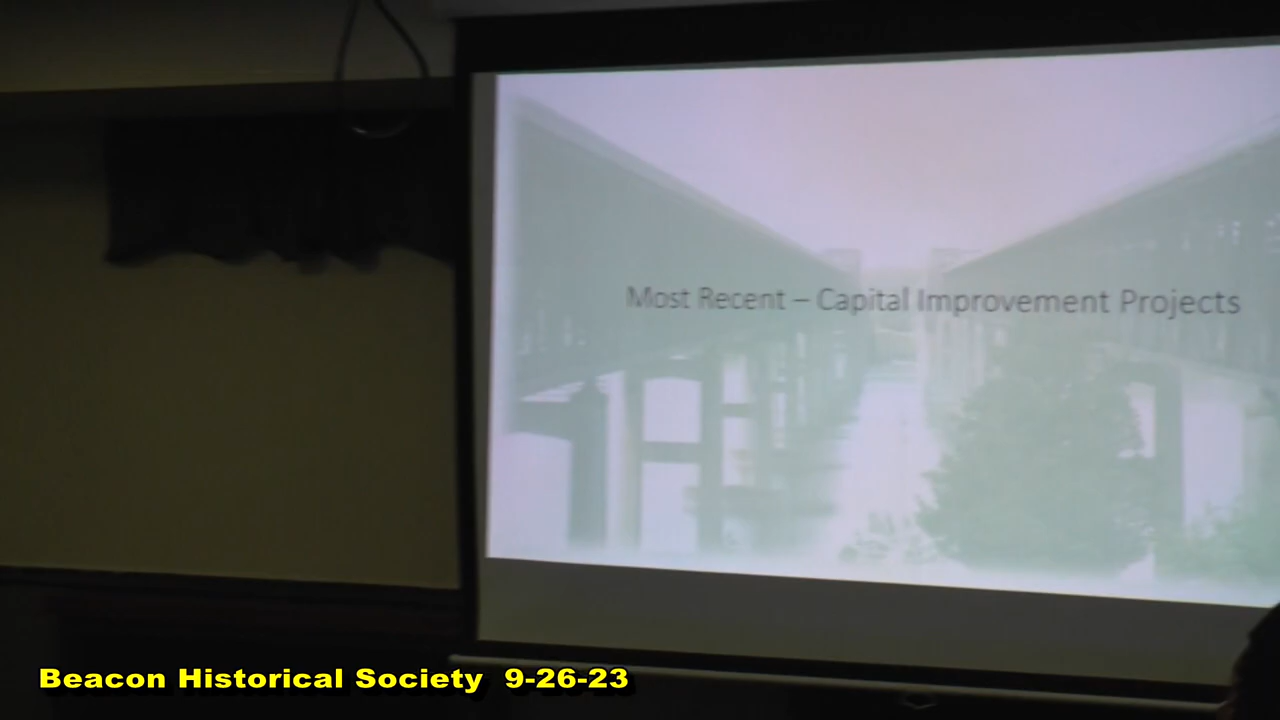 Most Recent – Capital Improvement Projects
Beacon Historical Society 9-26-23